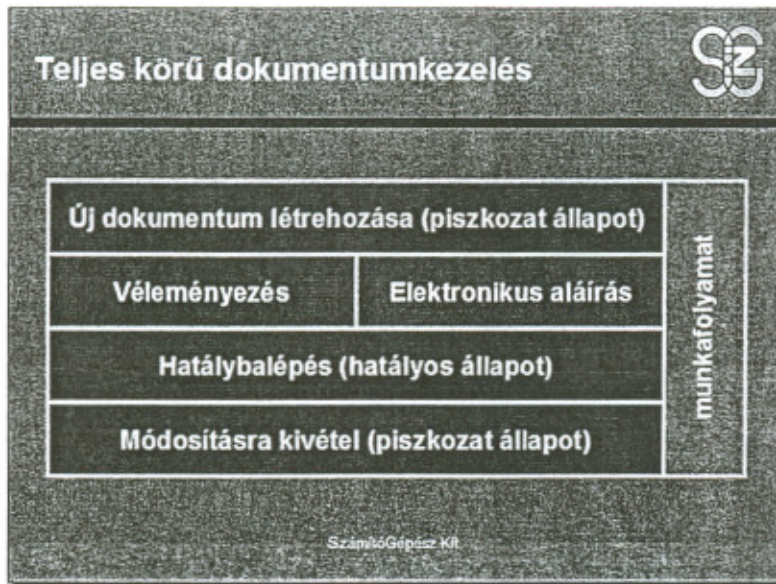 Teljes körű dokumentumkezelés
Új dokumentum létrehozása (piszkozat állapot)
Véleményezés
Elektronikus aláírás
Hatálybalépés (hatályos állapot)
Módosításra kivétel (piszkozat állapot)
munkafolyamat
SzámítóGépész Kft